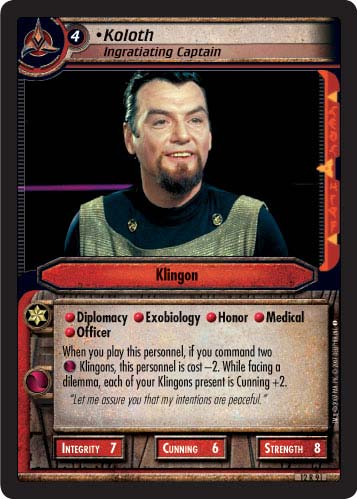 4
•Koloth
Ingratiating Captain
Klingon
Diplomacy Exobiology Honor Medical
Officer
When you play this personnel, if you command two
Klingons, this personnel is cost –2. While facing a
dilemma, each of your Klingons present is Cunning +2.
“Let me assure you that my intentions are peaceful.”
INTEGRITY 7 CUNNING 6 STRENGTH 8
12 R 91